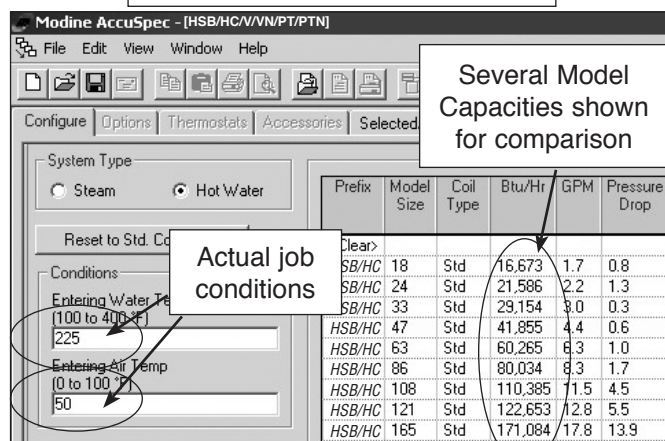 Modine AccuSpec - [HSB/HC/V/VN/PT/PTN]
File Edit View Window Help
Several Model
Capacities shown
for comparison
Configure Options Thermostats Accessories Selected
System Type
Steam Hot Water
Reset to Std. Co
Actual job
conditions
Conditions
Entering Water Te
(100 to 400 °F)
225
Entering Air Temp
(0 to 100 °F)
50
Prefix Model Size Coil Type Btu/Hr GPM Pressure Drop
Clear>
HSB/HC 18 Std 16,673 1.7 0.8
HSB/HC 24 Std 21,586 2.2 1.3
HSB/HC 33 Std 29,154 3.0 0.3
HSB/HC 47 Std 41,855 4.4 0.6
HSB/HC 63 Std 60,265 6.3 1.0
HSB/HC 86 Std 80,034 8.3 1.7
HSB/HC 108 Std 110,385 11.5 4.5
HSB/HC 121 Std 122,653 12.8 5.5
HSB/HC 165 Std 171,084 17.8 13.9